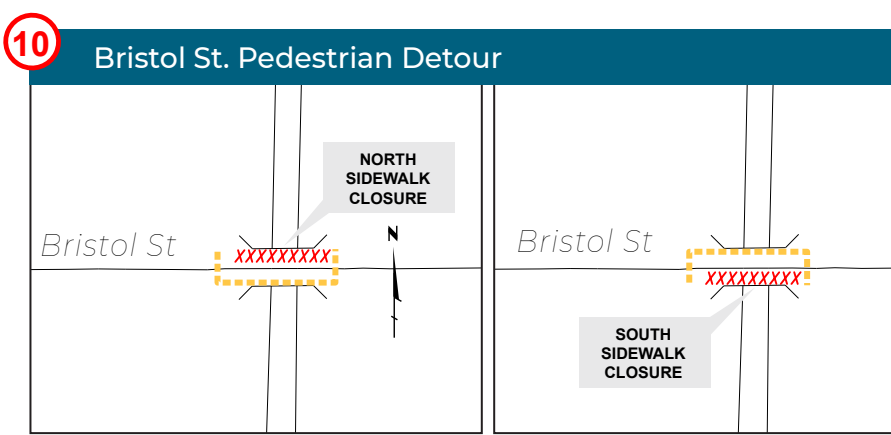 10
Bristol St. Pedestrian Detour
NORTH
SIDEWALK
CLOSURE
Bristol St
XXXXXXXXX
N
Bristol St
XXXXXXXXX
SOUTH
SIDEWALK
CLOSURE